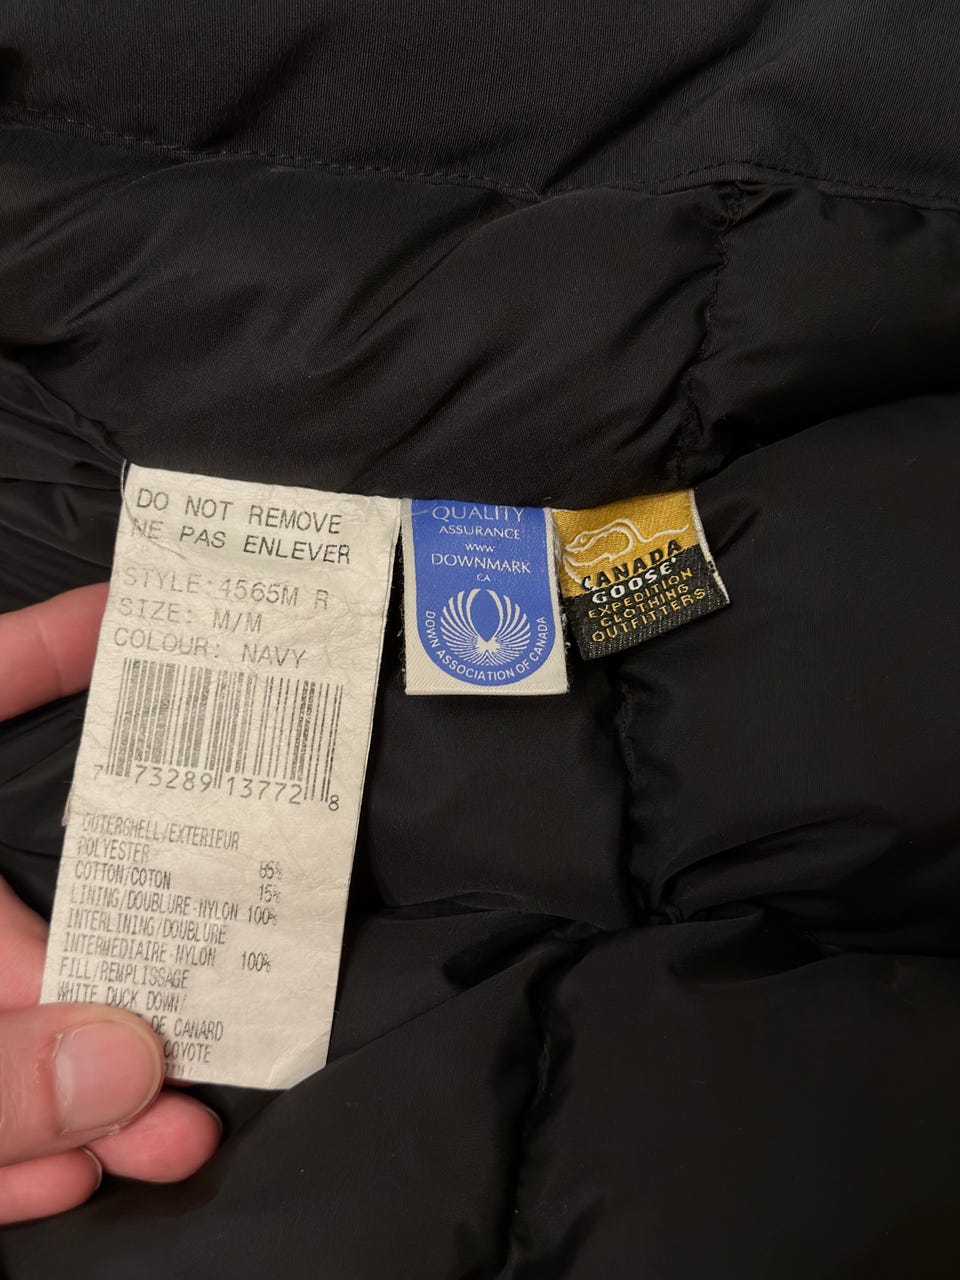 DO NOT REMOVE
NE PAS ENLEVER
STYLE: 4565M R
SIZE: M/M
COLOUR: NAVY
7 73289 13772 8
OUTERSHELL/EXTERIEUR
POLYESTER 85%
COTTON/COTON 15%
LINING/DOUBLURE-NYLON 100%
INTERLINING/DOUBLURE
INTERMEDIAIRE-NYLON 100%
FILL/REMPLISSAGE
WHITE DUCK DOWN/
DE CANARD
COYOTE
QUALITY
ASSURANCE
www
DOWNMARK
CA
DOWN ASSOCIATION OF CANADA
CANADA
GOOSE®
EXPEDITION
CLOTHING
OUTFITTERS